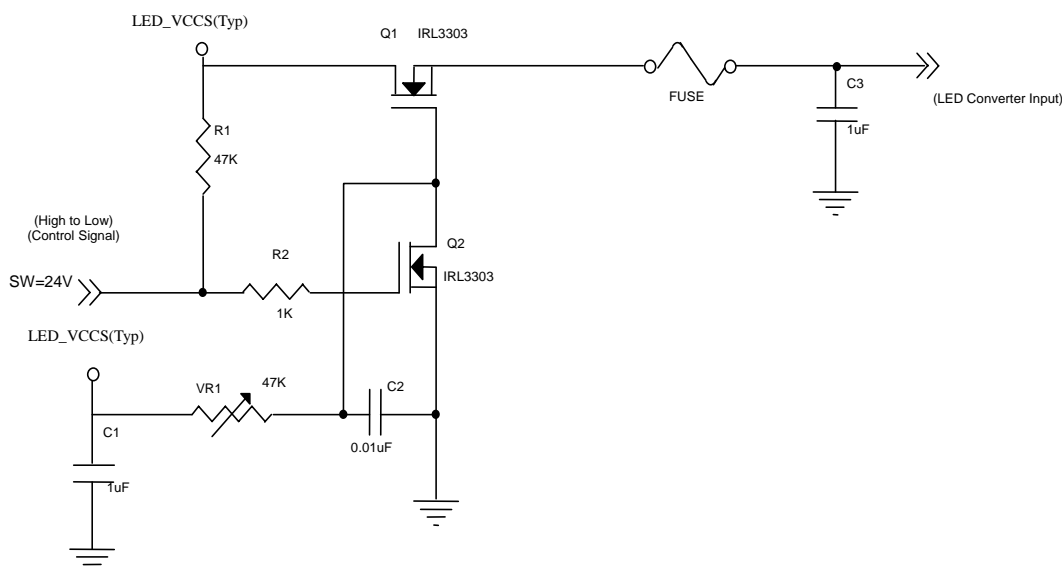 LED_VCCS(Typ)
Q1 IRL3303
FUSE
C3
1uF
(LED Converter Input)
R1
47K
(High to Low)
(Control Signal)
SW=24V
R2
1K
Q2
IRL3303
LED_VCCS(Typ)
VR1 47K
C2
0.01uF
C1
1uF